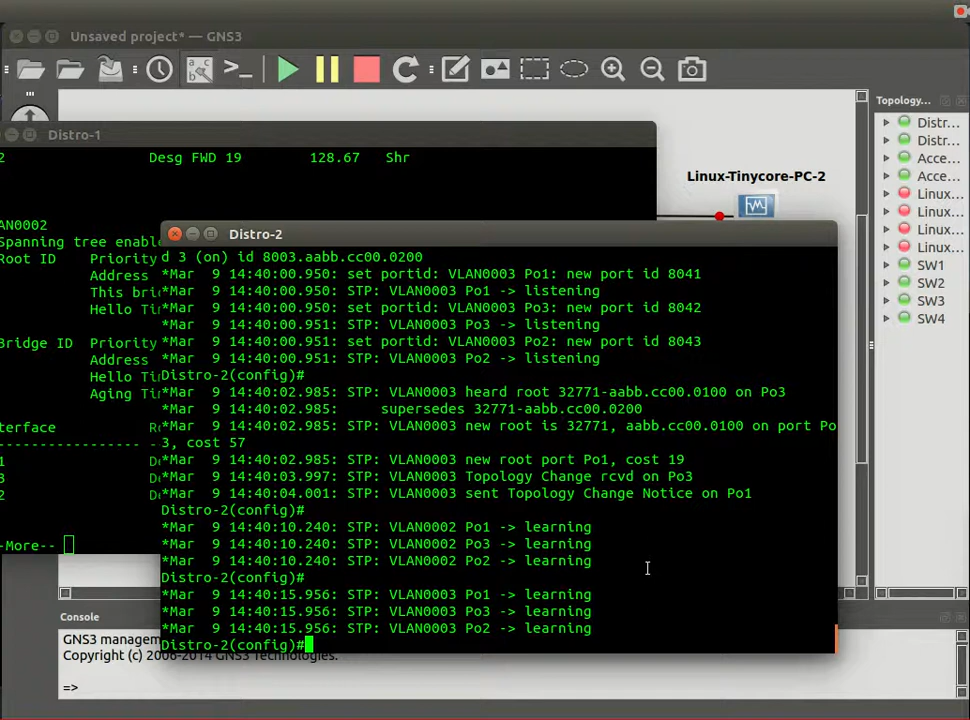 Unsaved project* — GNS3
Topology...
Distro-1
2 Desg FWD 19 128.67 Shr
AN0002
Spanning tree enabl
Root ID Priority
Address
This bri
Hello Ti
Bridge ID Priority
Address
Hello Ti
Aging Ti
terface
----------------- -
1
3
2
-More--
Linux-Tinycore-PC-2
Distro-2
d 3 (on) id 8003.aabb.cc00.0200
*Mar  9 14:40:00.950: set portid: VLAN0003 Po1: new port id 8041
*Mar  9 14:40:00.951: STP: VLAN0003 Po1 -> listening
*Mar  9 14:40:00.951: set portid: VLAN0003 Po3: new port id 8042
*Mar  9 14:40:00.951: STP: VLAN0003 Po3 -> listening
*Mar  9 14:40:00.951: set portid: VLAN0003 Po2: new port id 8043
*Mar  9 14:40:00.951: STP: VLAN0003 Po2 -> listening
Distro-2(config)#
*Mar  9 14:40:02.985: STP: VLAN0003 heard root 32771-aabb.cc00.0100 on Po3
*Mar  9 14:40:02.985:     supersedes 32771-aabb.cc00.0200
*Mar  9 14:40:02.985: STP: VLAN0003 new root is 32771, aabb.cc00.0100 on port Po
3, cost 57
*Mar  9 14:40:02.985: STP: VLAN0003 new root port Po1, cost 19
*Mar  9 14:40:03.997: STP: VLAN0003 Topology Change rcvd on Po3
*Mar  9 14:40:04.001: STP: VLAN0003 sent Topology Change Notice on Po1
Distro-2(config)#
*Mar  9 14:40:10.240: STP: VLAN0002 Po1 -> learning
*Mar  9 14:40:10.240: STP: VLAN0002 Po3 -> learning
*Mar  9 14:40:10.240: STP: VLAN0002 Po2 -> learning
Distro-2(config)#
*Mar  9 14:40:15.956: STP: VLAN0003 Po1 -> learning
*Mar  9 14:40:15.956: STP: VLAN0003 Po3 -> learning
*Mar  9 14:40:15.956: STP: VLAN0003 Po2 -> learning
Distro-2(config)#
Distr...
Distr...
Acce...
Acce...
Linux...
Linux...
Linux...
Linux...
SW1
SW2
SW3
SW4
Console
GNS3 managem
Copyright (c) 2006-2014 GNS3 Technologies.
=>